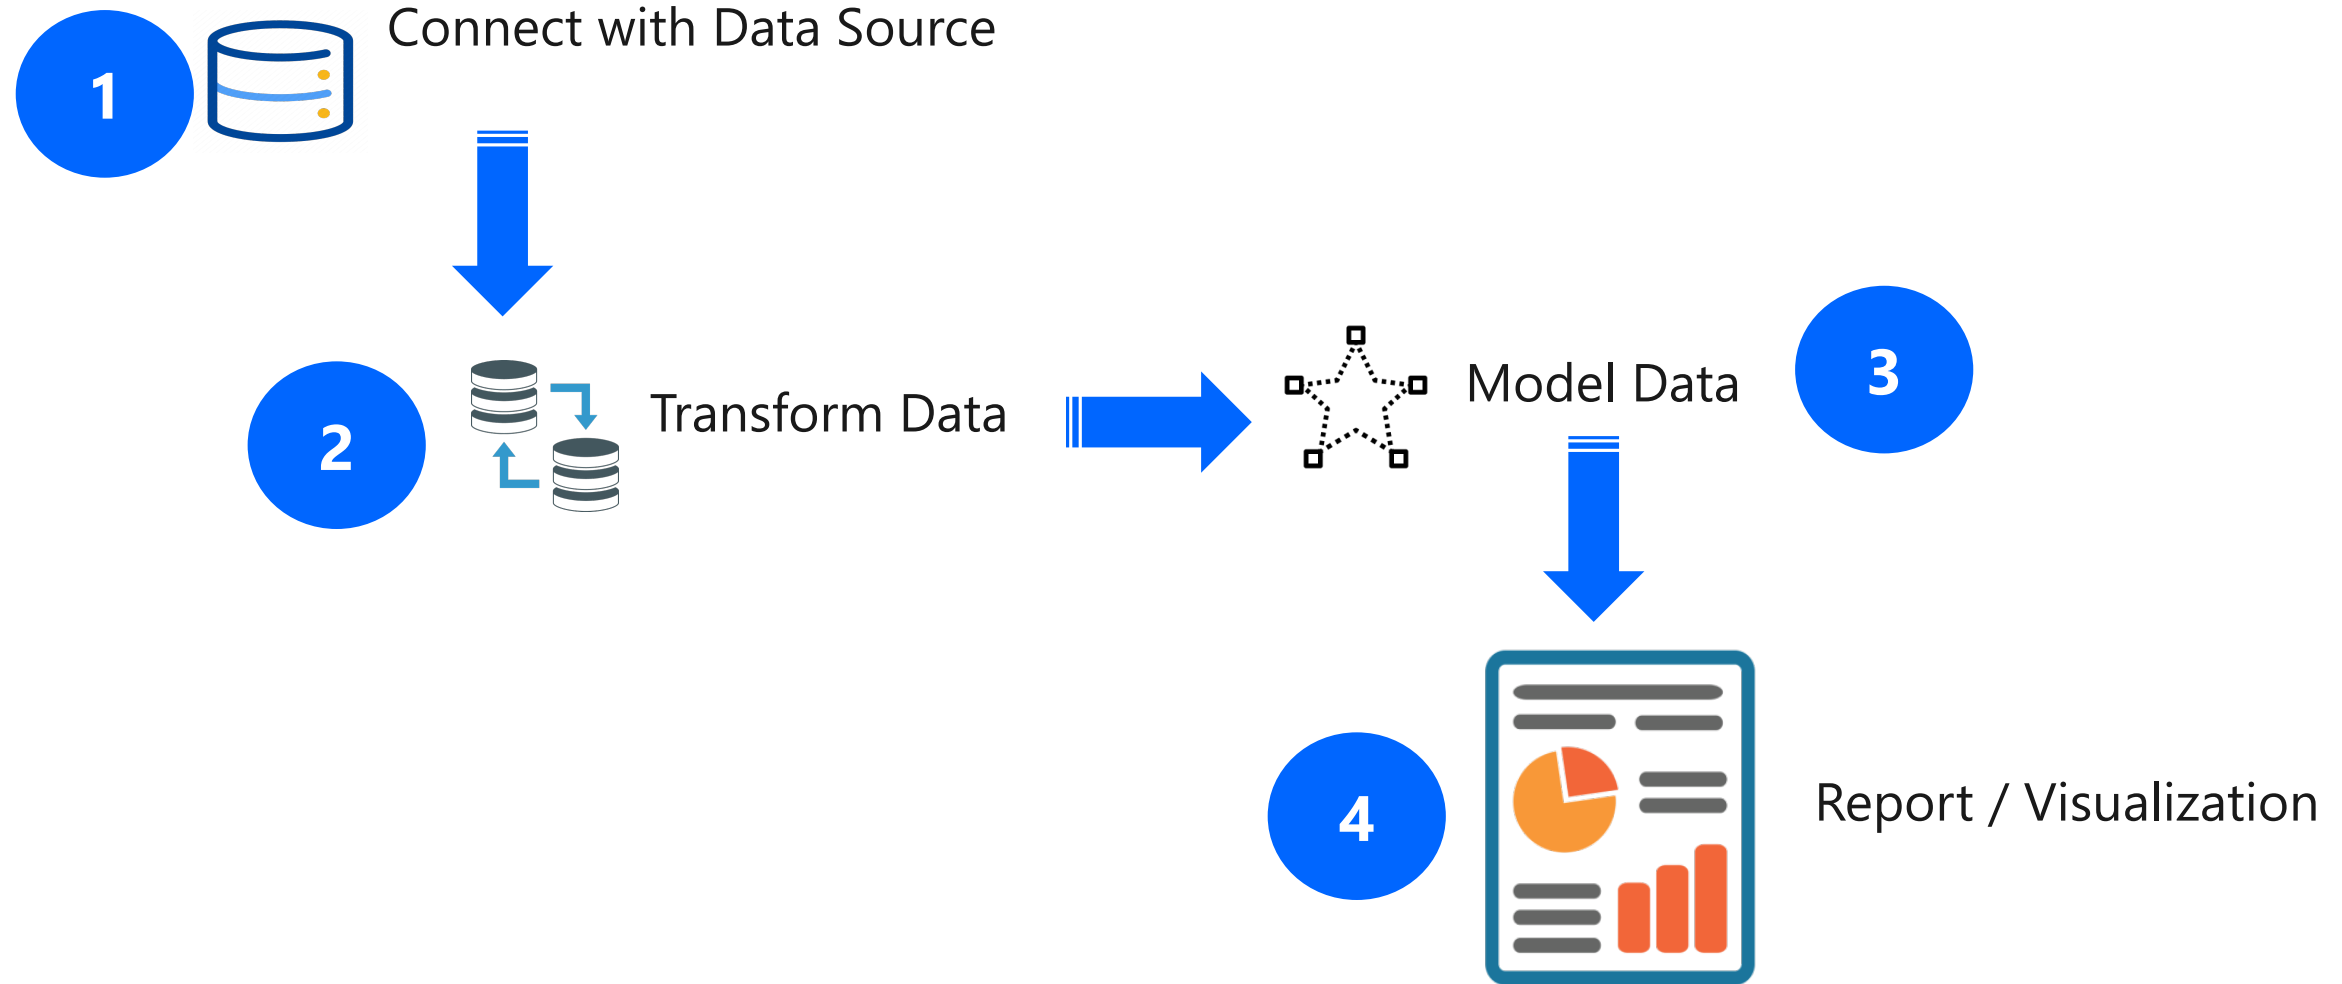 1
Connect with Data Source
2
Transform Data
Model Data
3
4
Report / Visualization